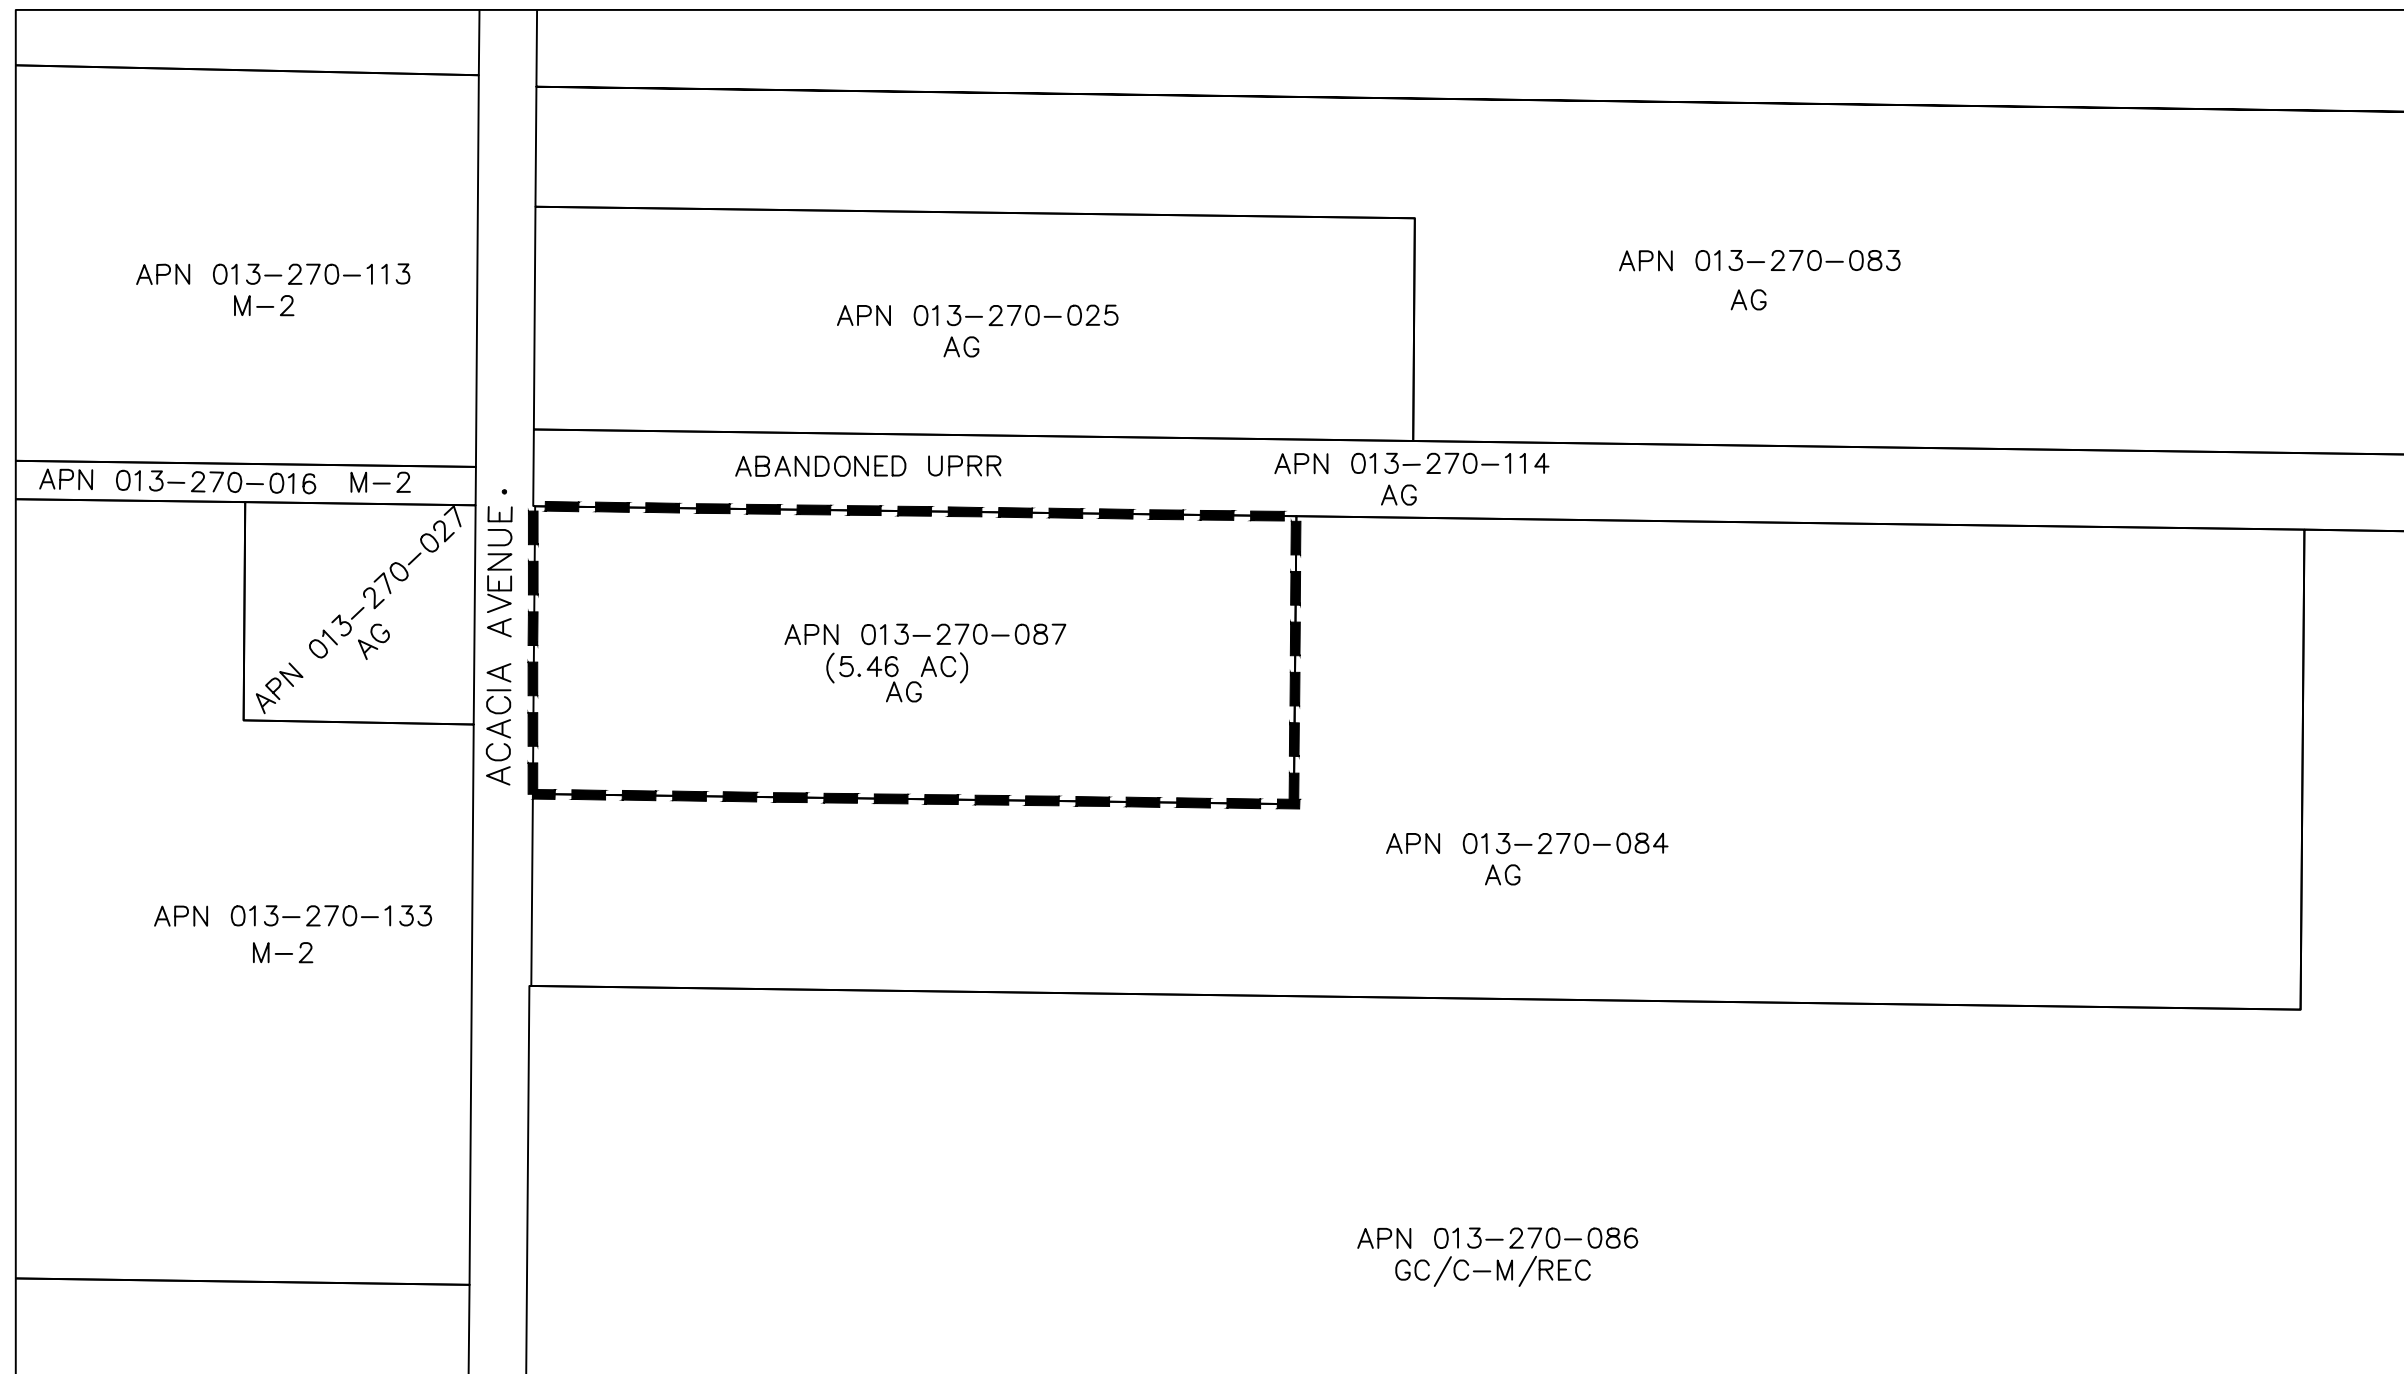 APN 013-270-113
M-2
APN 013-270-083
AG
APN 013-270-025
AG
APN 013-270-016 M-2
ABANDONED UPRR
APN 013-270-114
AG
APN 013-270-027
AG
ACACIA AVENUE.
APN 013-270-087
(5.46 AC)
AG
APN 013-270-084
AG
APN 013-270-133
M-2
APN 013-270-086
GC/C-M/REC